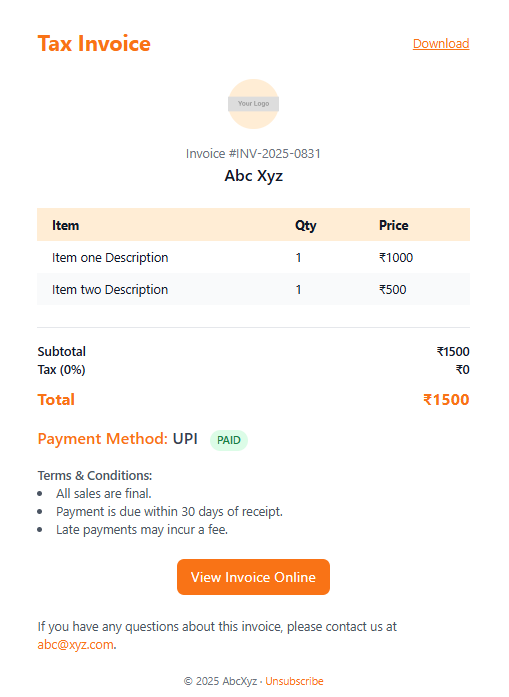 Tax Invoice Download
Your Logo
Invoice #INV-2025-0831
Abc Xyz
Item Qty Price
Item one Description 1 ₹1000
Item two Description 1 ₹500
Subtotal ₹1500
Tax (0%) ₹0
Total ₹1500
Payment Method: UPI PAID
Terms & Conditions:
• All sales are final.
• Payment is due within 30 days of receipt.
• Late payments may incur a fee.
View Invoice Online
If you have any questions about this invoice, please contact us at
abc@xyz.com.
© 2025 AbcXyz · Unsubscribe